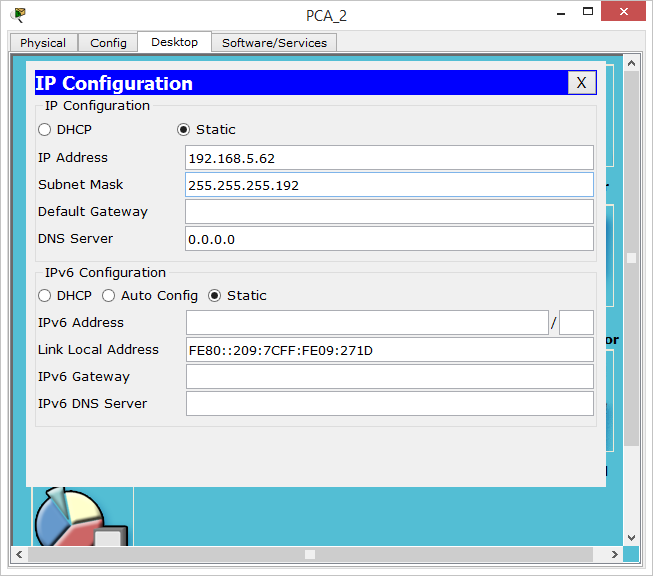 PCA_2
Physical Config Desktop Software/Services
IP Configuration X
IP Configuration
DHCP Static
IP Address 192.168.5.62
Subnet Mask 255.255.255.192
Default Gateway
DNS Server 0.0.0.0
IPv6 Configuration
DHCP Auto Config Static
IPv6 Address /
Link Local Address FE80::209:7CFF:FE09:271D
IPv6 Gateway
IPv6 DNS Server
or